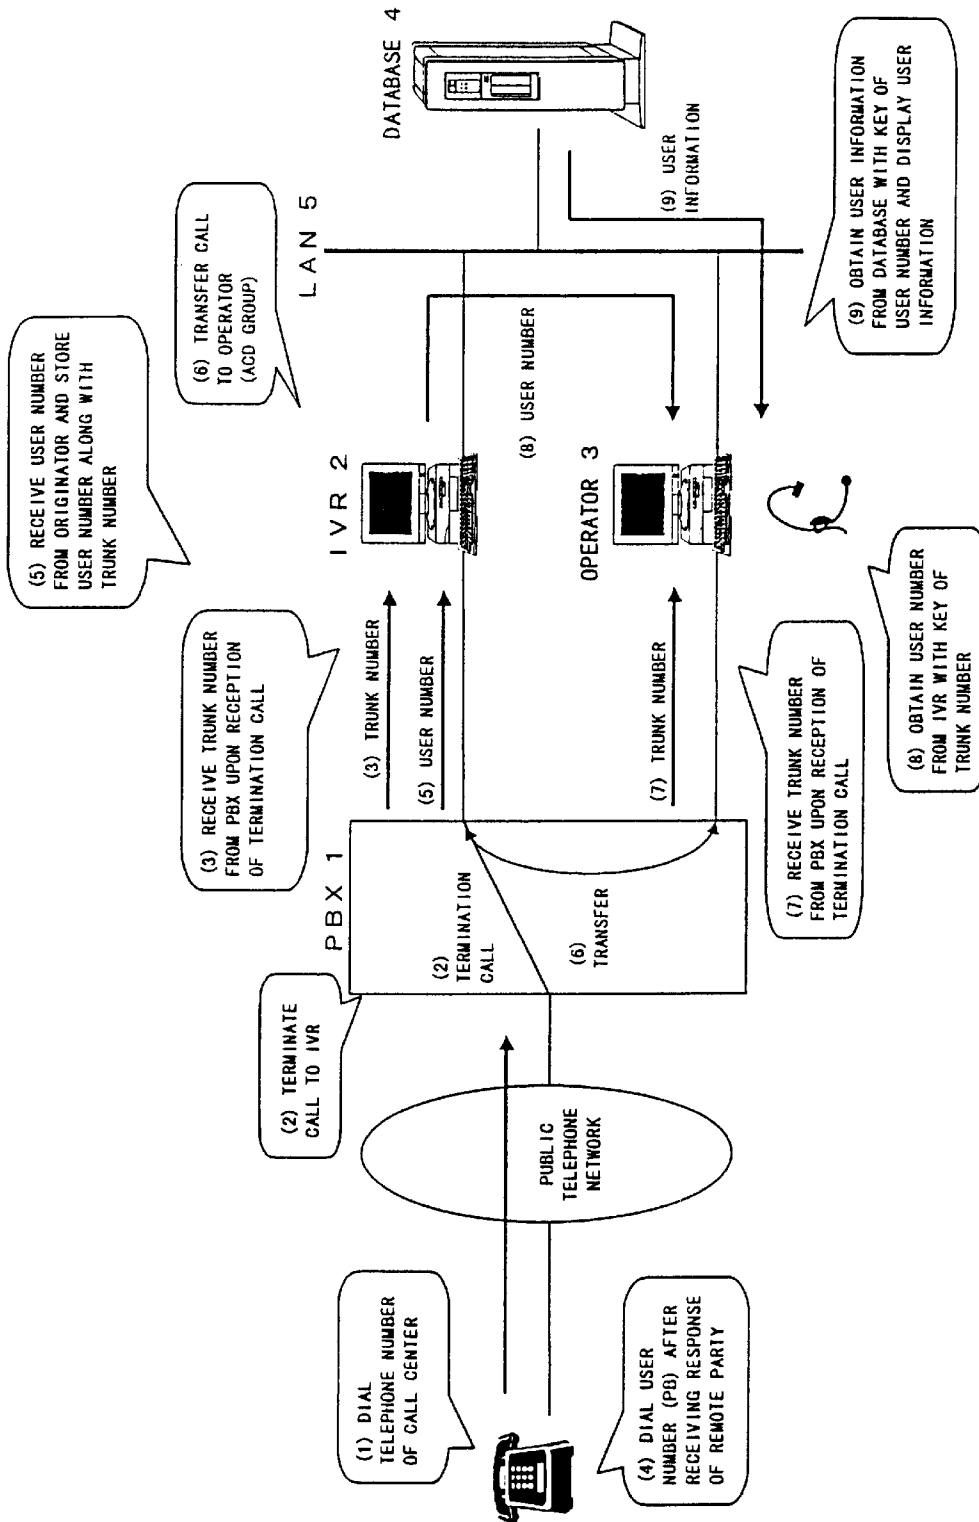 (1) DIAL
TELEPHONE NUMBER
OF CALL CENTER
(4) DIAL USER
NUMBER (PB) AFTER
RECEIVING RESPONSE
OF REMOTE PARTY
PUBLIC
TELEPHONE
NETWORK
(2) TERMINATE
CALL TO IVR
PBX 1
(2)
TERMINATION
CALL
(6)
TRANSFER
(3) RECEIVE TRUNK NUMBER
FROM PBX UPON RECEPTION
OF TERMINATION CALL
(3) TRUNK NUMBER
(5) USER NUMBER
(7) TRUNK NUMBER
(7) RECEIVE TRUNK NUMBER
FROM PBX UPON RECEPTION OF
TERMINATION CALL
(5) RECEIVE USER NUMBER
FROM ORIGINATOR AND STORE
USER NUMBER ALONG WITH
TRUNK NUMBER
IVR 2
OPERATOR 3
(8) OBTAIN USER NUMBER
FROM IVR WITH KEY OF
TRUNK NUMBER
(6) TRANSFER CALL
TO OPERATOR
(ACD GROUP)
(8) USER NUMBER
LAN 5
(9) USER
INFORMATION
DATABASE 4
(9) OBTAIN USER INFORMATION
FROM DATABASE WITH KEY OF
USER NUMBER AND DISPLAY USER
INFORMATION